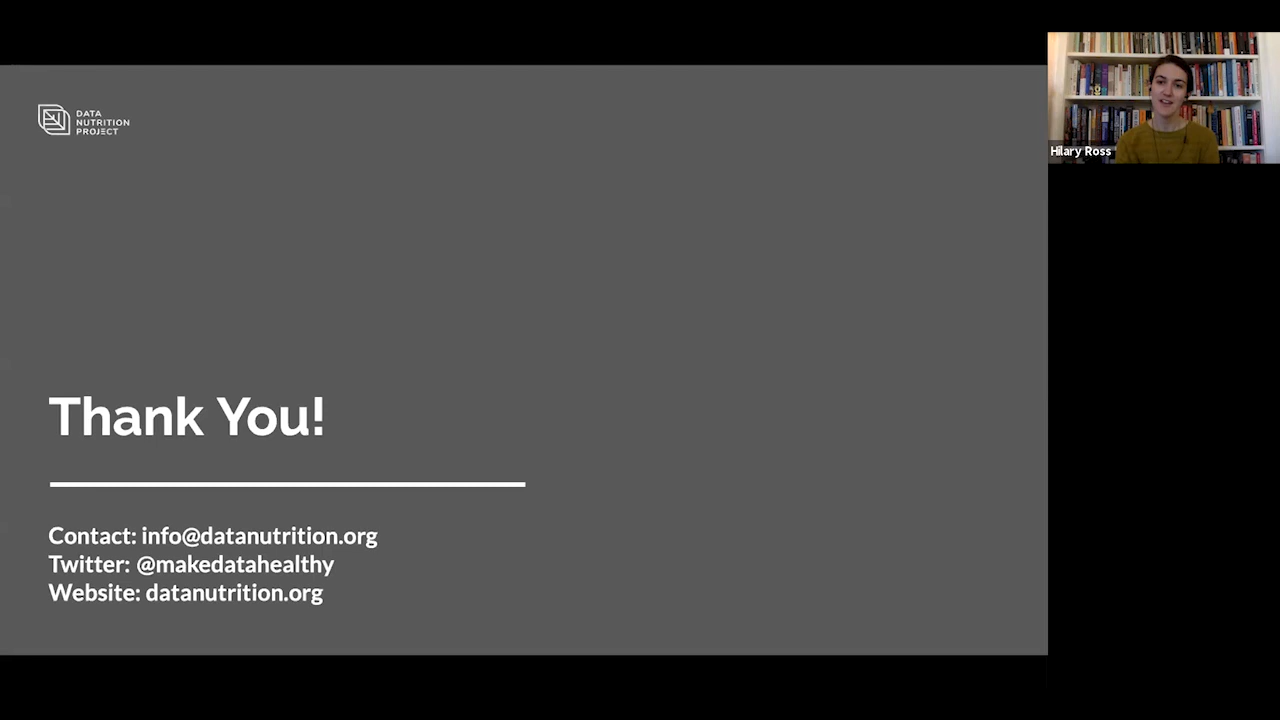 DATA
NUTRITION
PROJECT
Hilary Ross
Thank You!
Contact: info@datanutrition.org
Twitter: @makedatahealthy
Website: datanutrition.org